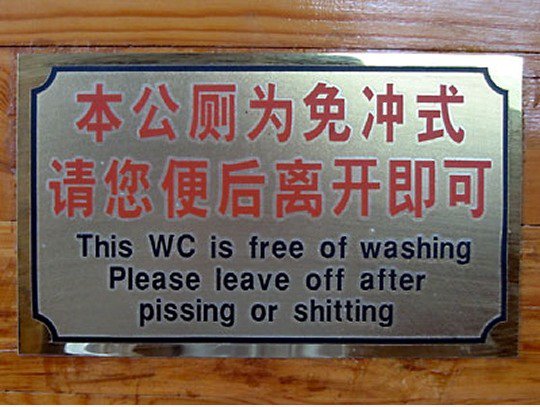 本公厕为免冲式
请您便后离开即可
This WC is free of washing
Please leave off after
pissing or shitting